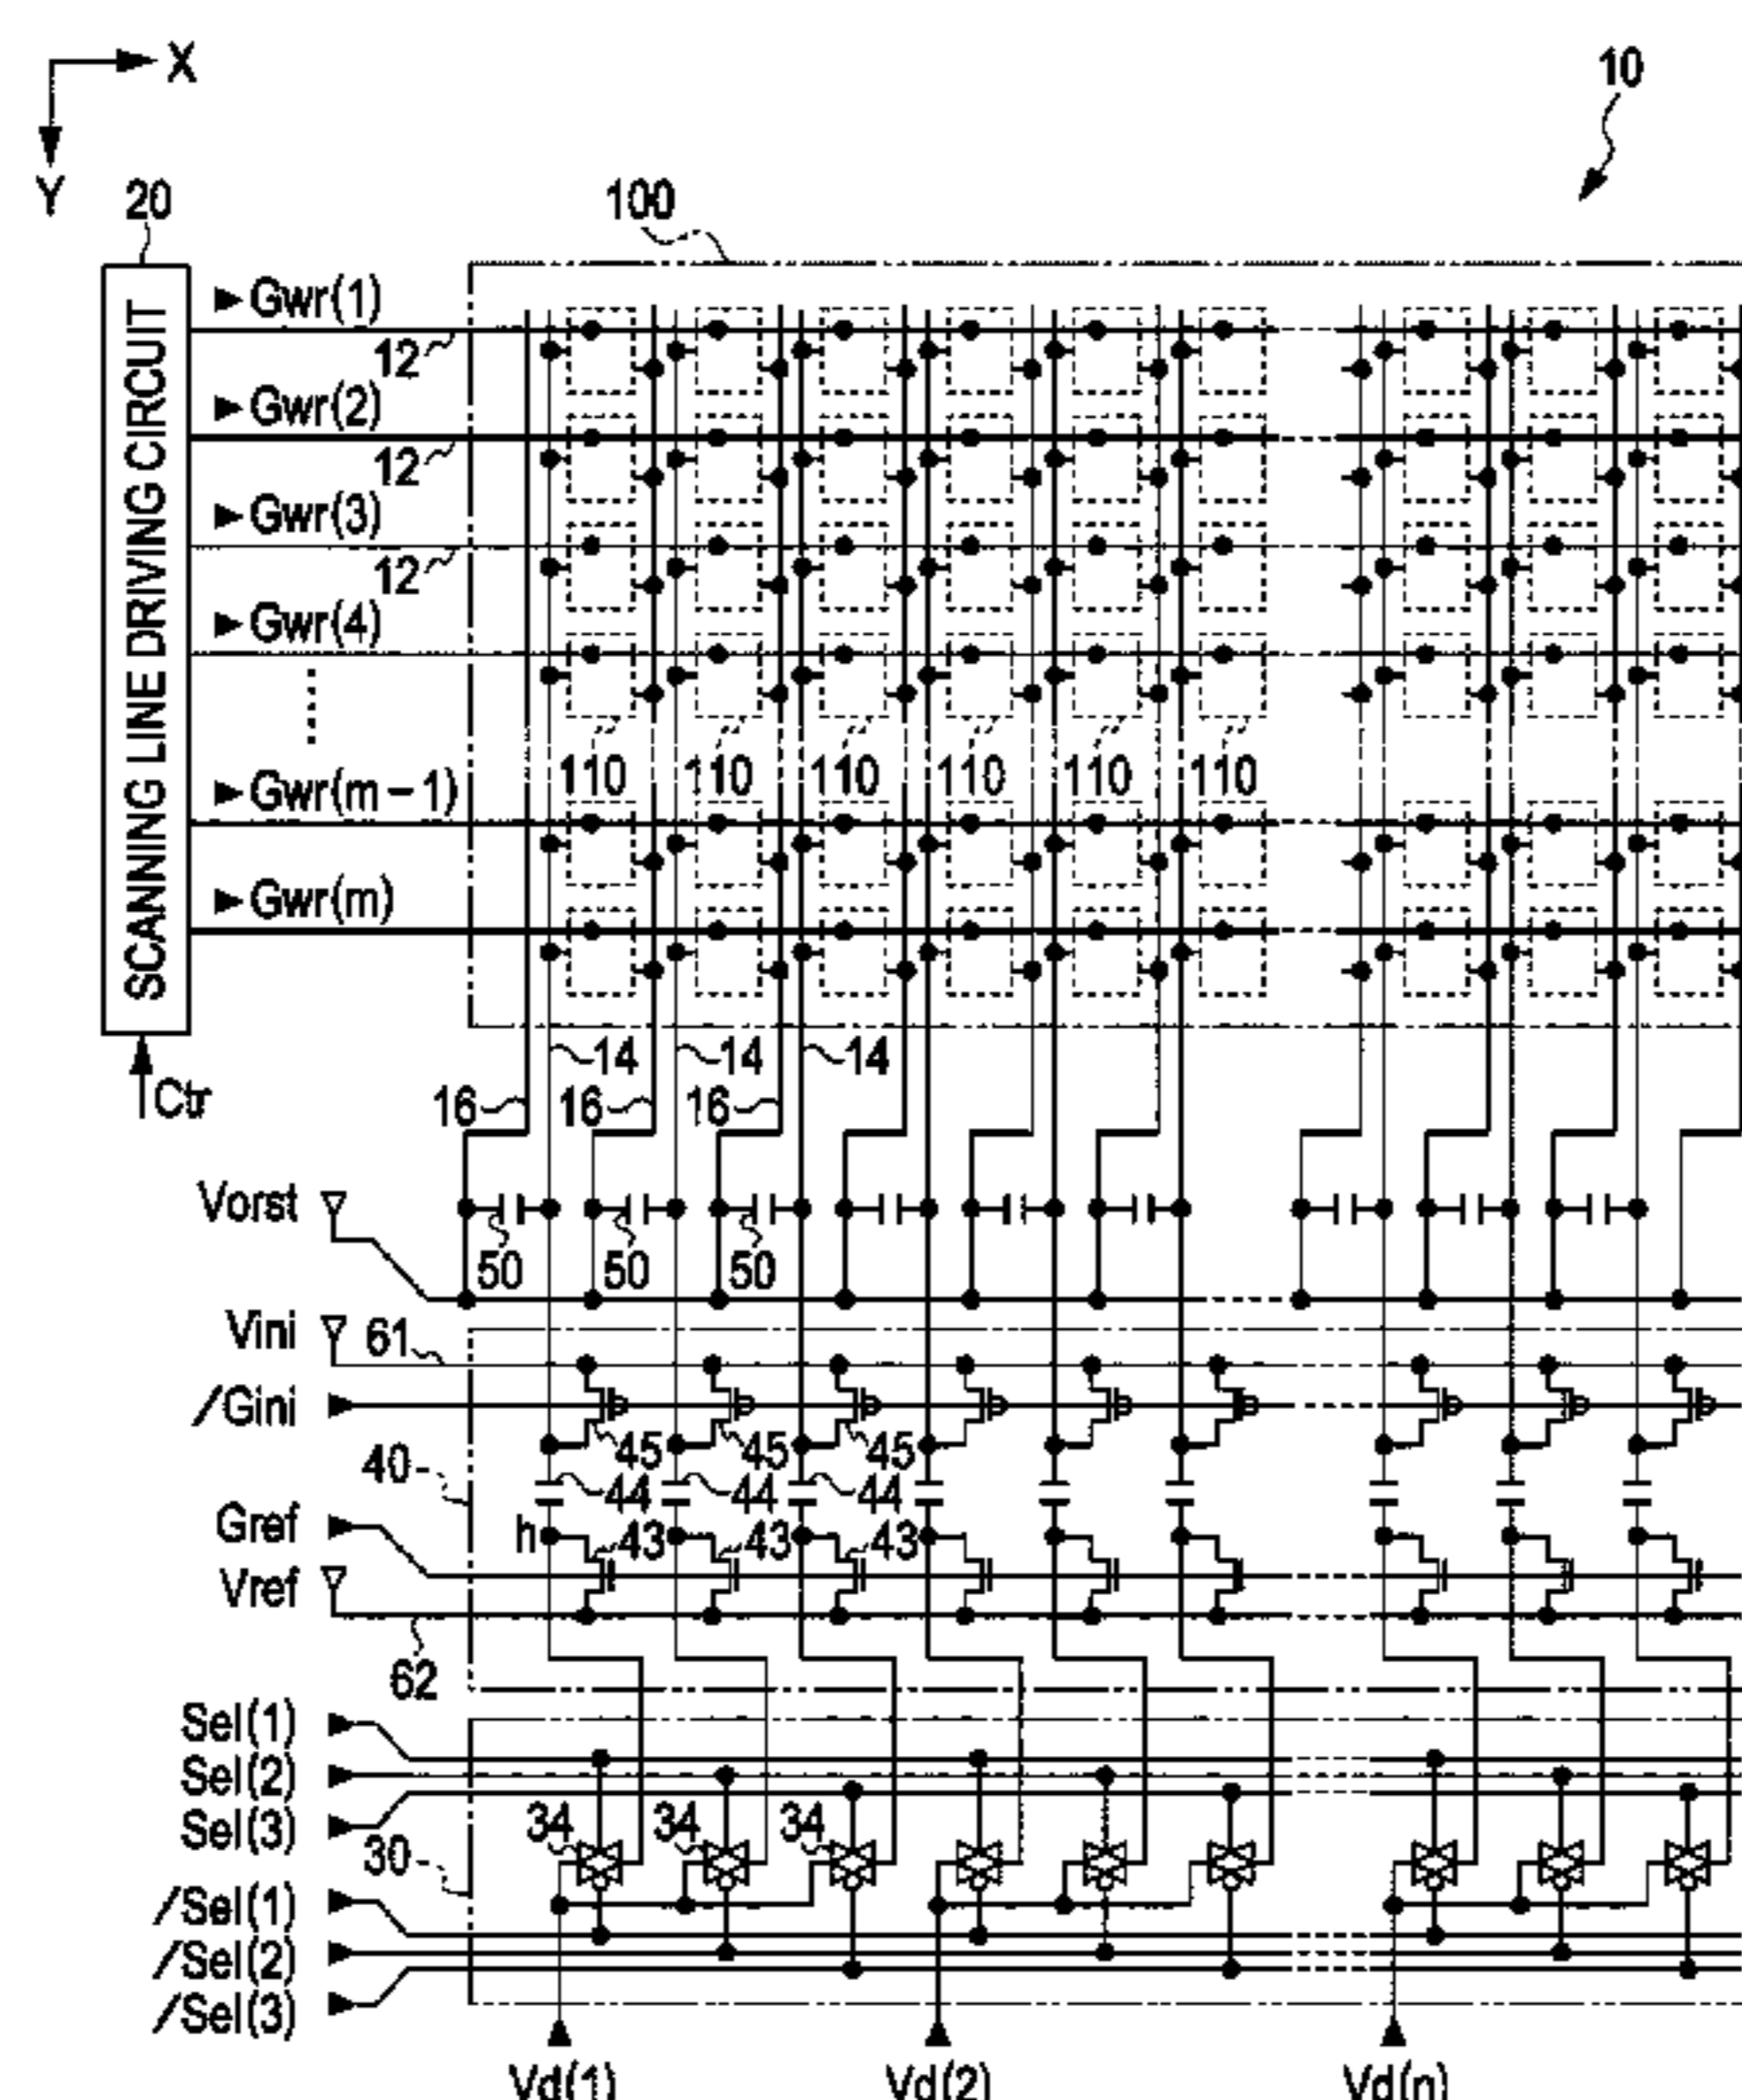 X
10
Y
20
100
SCANNING LINE DRIVING CIRCUIT
Gwr(1)
12
Gwr(2)
12
Gwr(3)
12
Gwr(4)
110 110 110 110 110 110
Gwr(m−1)
Gwr(m)
14 14 14
Ctr
16 16 16
Vorst
50 50 50
Vini
61
/Gini
45 45 45
40
44 44 44
Gref
h 43 43 43
Vref
62
Sel(1)
Sel(2)
Sel(3)
34 34 34
30
/Sel(1)
/Sel(2)
/Sel(3)
Vd(1) Vd(2) Vd(n)